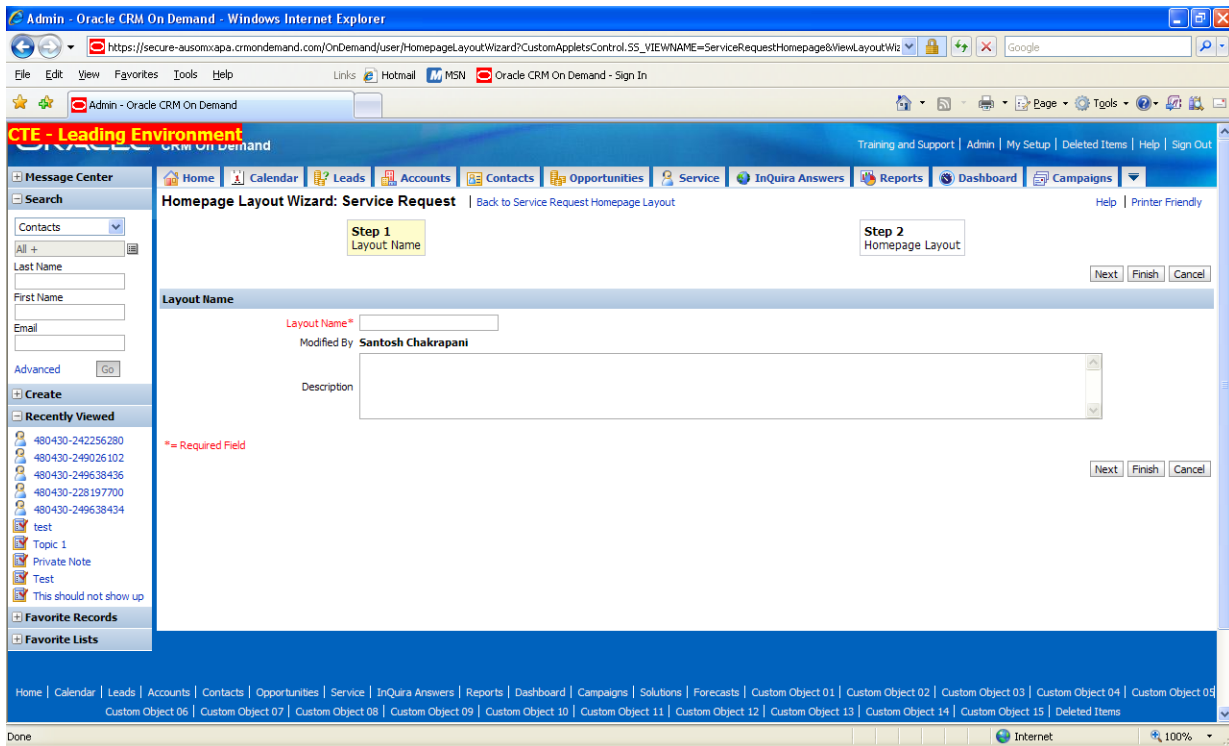 Admin - Oracle CRM On Demand - Windows Internet Explorer
https://secure-ausomxapa.crmondemand.com/OnDemand/user/HomepageLayoutWizard?CustomAppletsControl.SS_VIEWNAME=ServiceRequestHomepage&ViewLayoutWiz
Google
File Edit View Favorites Tools Help
Links Hotmail MSN Oracle CRM On Demand - Sign In
Admin - Oracle CRM On Demand
Page Tools
CTE - Leading Environment
ORACLE CRM On Demand
Training and Support | Admin | My Setup | Deleted Items | Help | Sign Out
Message Center
Home Calendar Leads Accounts Contacts Opportunities Service InQuira Answers Reports Dashboard Campaigns
Search
Homepage Layout Wizard: Service Request | Back to Service Request Homepage Layout
Help | Printer Friendly
Contacts
All +
Last Name
First Name
Email
Advanced Go
Step 1
Layout Name
Step 2
Homepage Layout
Next Finish Cancel
Layout Name
Layout Name*
Modified By Santosh Chakrapani
Description
*= Required Field
Next Finish Cancel
Create
Recently Viewed
480430-242256280
480430-249026102
480430-249638436
480430-228197700
480430-249638434
test
Topic 1
Private Note
Test
This should not show up
Favorite Records
Favorite Lists
Home | Calendar | Leads | Accounts | Contacts | Opportunities | Service | InQuira Answers | Reports | Dashboard | Campaigns | Solutions | Forecasts | Custom Object 01 | Custom Object 02 | Custom Object 03 | Custom Object 04 | Custom Object 05
Custom Object 06 | Custom Object 07 | Custom Object 08 | Custom Object 09 | Custom Object 10 | Custom Object 11 | Custom Object 12 | Custom Object 13 | Custom Object 14 | Custom Object 15 | Deleted Items
Done
Internet
100%